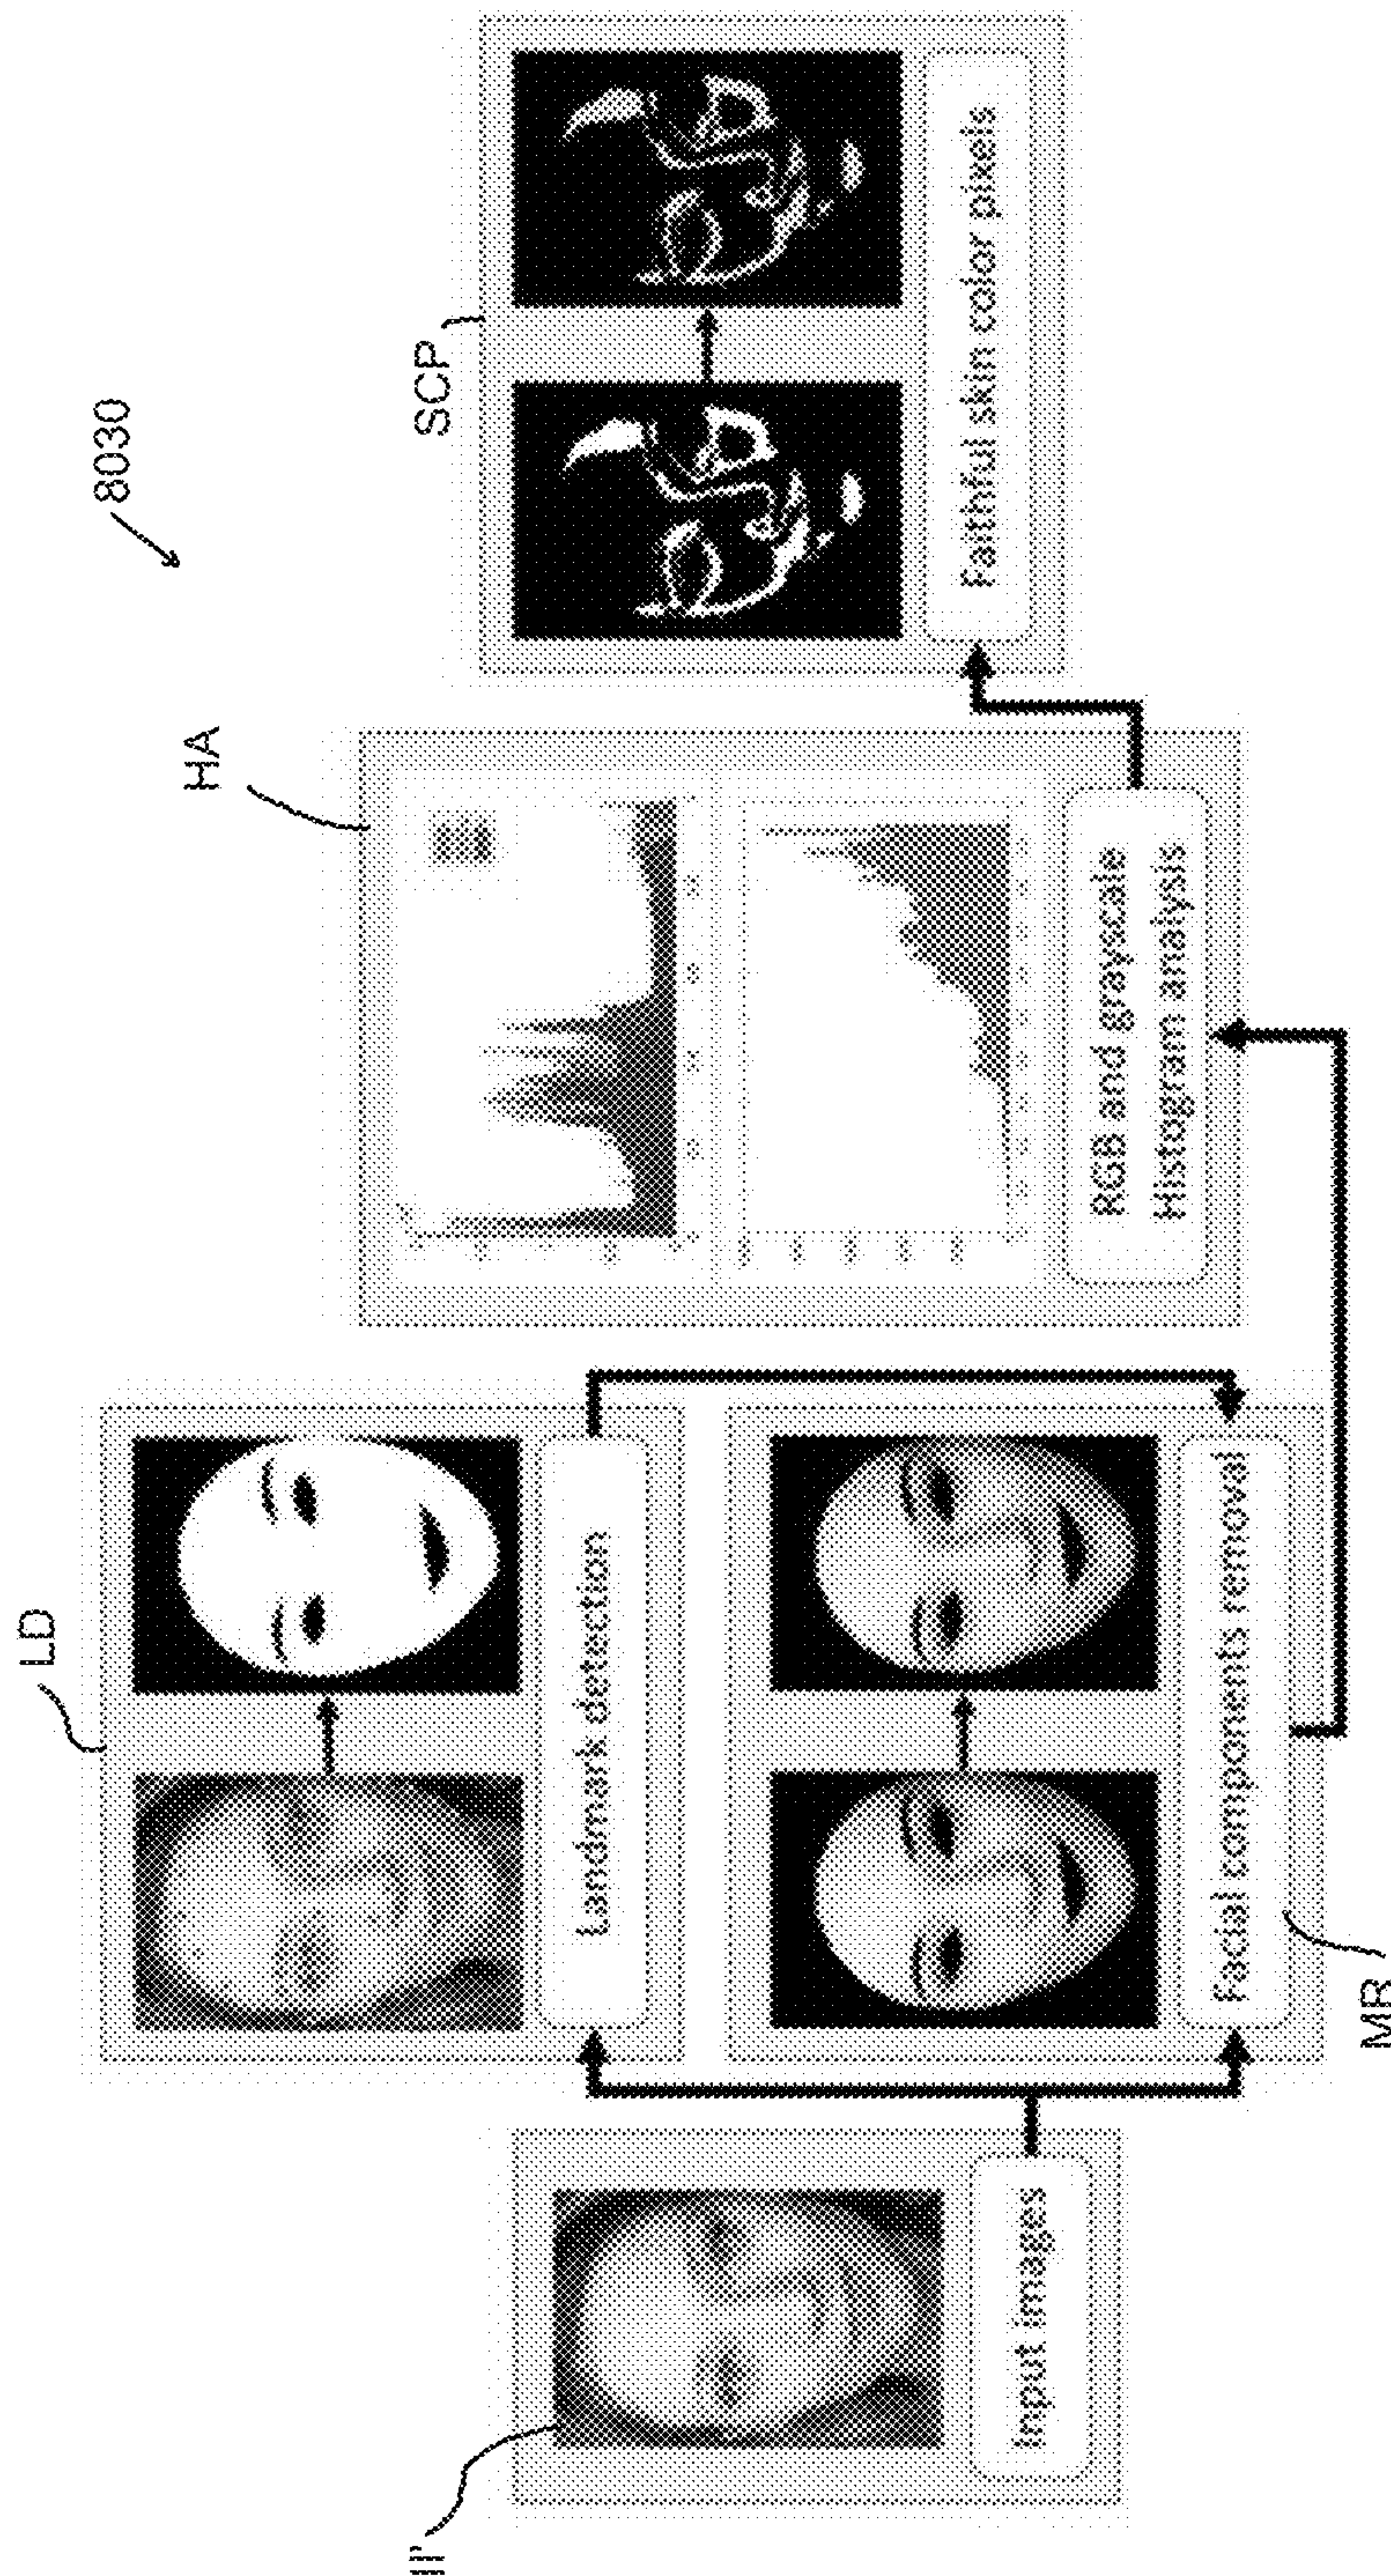 8030
II'
Input images
LD
Landmark detection
Facial components removal
MR
HA
RGB and grayscale
Histogram analysis
SCP
Faithful skin color pixels